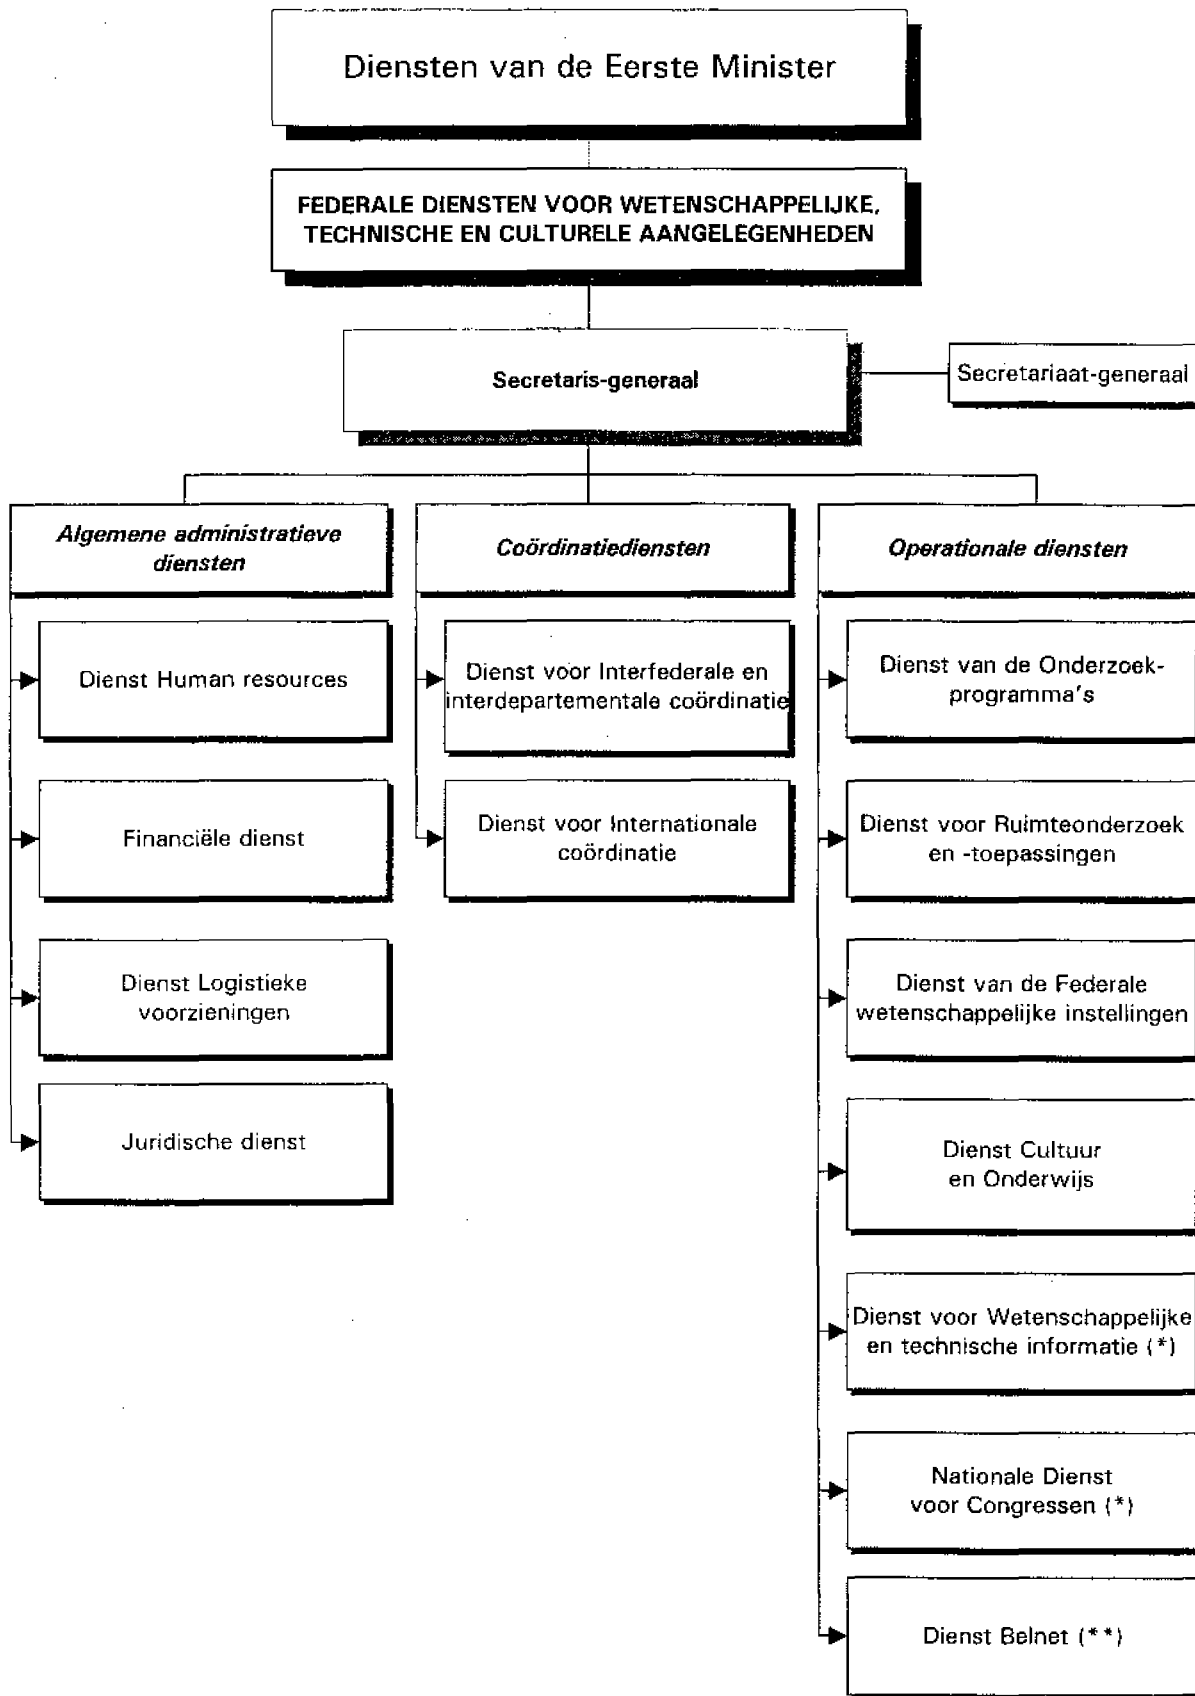 Diensten van de Eerste Minister
FEDERALE DIENSTEN VOOR WETENSCHAPPELIJKE,
TECHNISCHE EN CULTURELE AANGELEGENHEDEN
Secretaris-generaal
Secretariaat-generaal
Algemene administratieve
diensten
Dienst Human resources
Financiële dienst
Dienst Logistieke
voorzieningen
Juridische dienst
Coördinatiediensten
Dienst voor Interfederale en
interdepartementale coördinatie
Dienst voor Internationale
coördinatie
Operationale diensten
Dienst van de Onderzoek-
programma's
Dienst voor Ruimteonderzoek
en -toepassingen
Dienst van de Federale
wetenschappelijke instellingen
Dienst Cultuur
en Onderwijs
Dienst voor Wetenschappelijke
en technische informatie (*)
Nationale Dienst
voor Congressen (*)
Dienst Belnet (**)